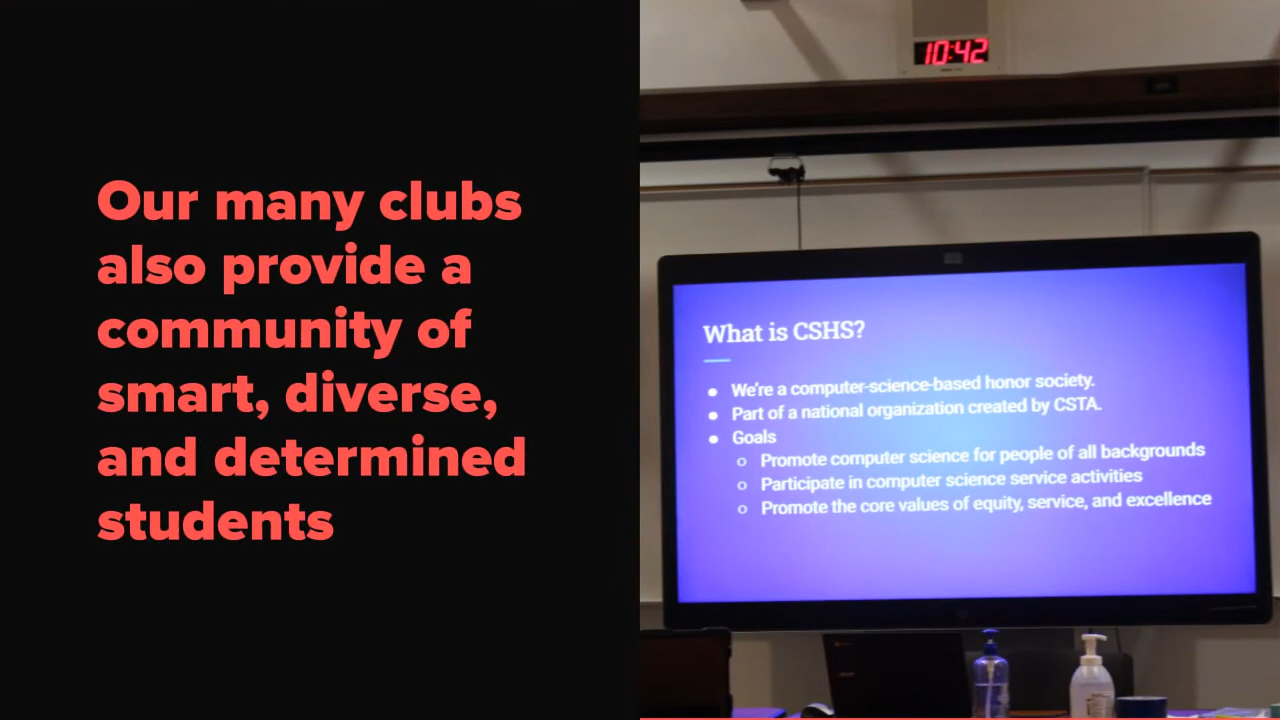 Our many clubs
also provide a
community of
smart, diverse,
and determined
students
10:42
What is CSHS?
We're a computer-science-based honor society.
Part of a national organization created by CSTA.
Goals
Promote computer science for people of all backgrounds
Participate in computer science service activities
Promote the core values of equity, service, and excellence
acer